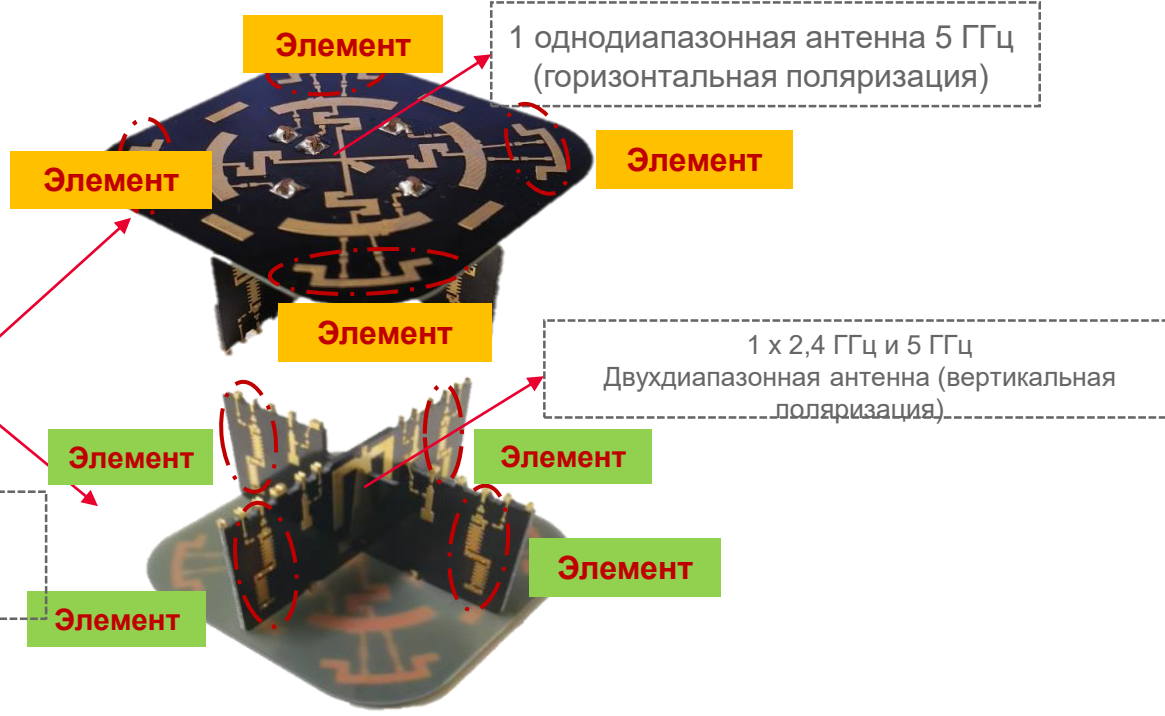 Элемент
1 однодиапазонная антенна 5 ГГц
(горизонтальная поляризация)
Элемент
Элемент
Элемент
1 x 2,4 ГГц и 5 ГГц
Двухдиапазонная антенна (вертикальная
поляризация)
Элемент
Элемент
Элемент
Элемент